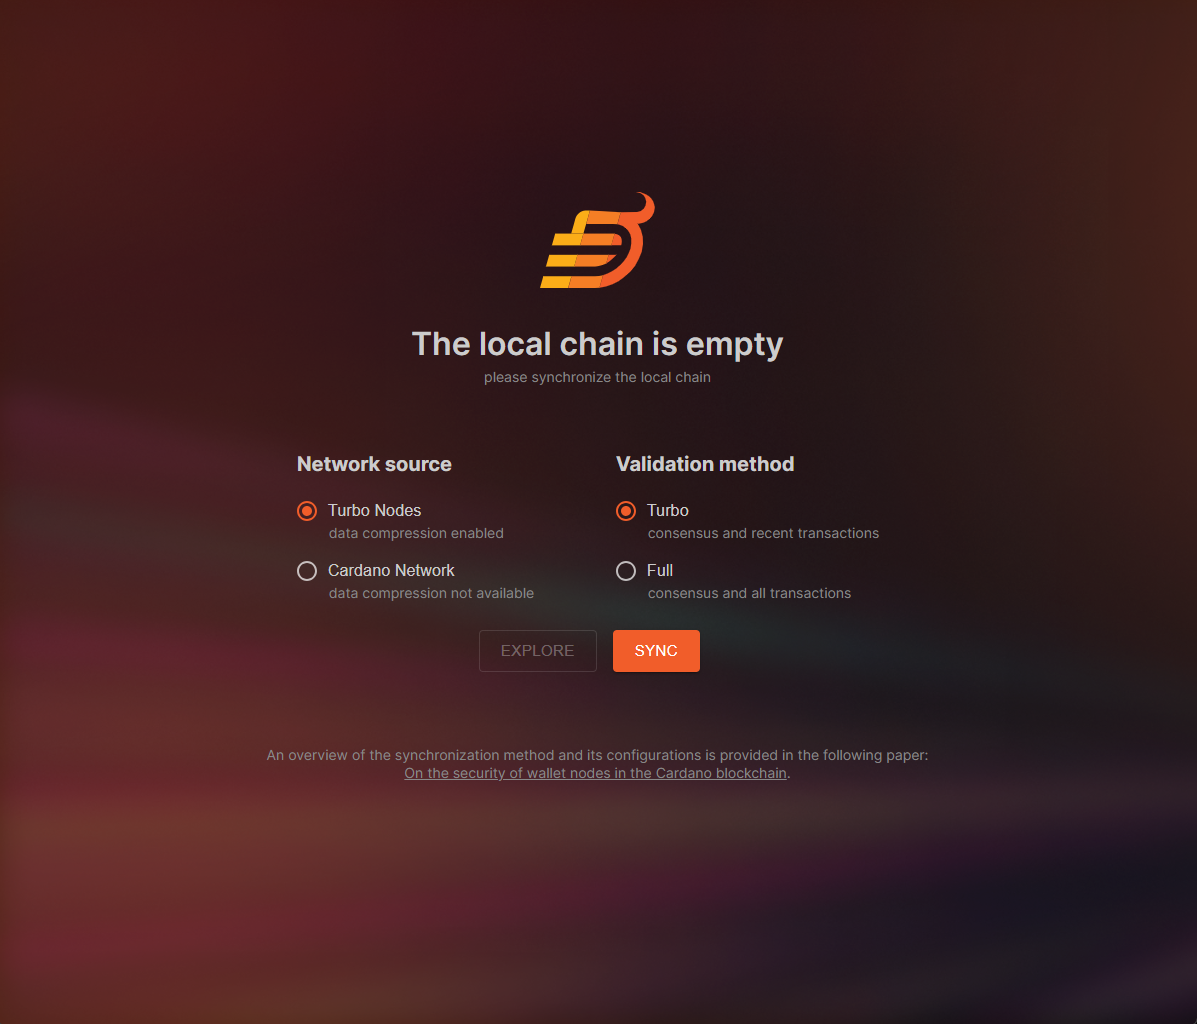 The local chain is empty
please synchronize the local chain
Network source
Turbo Nodes
data compression enabled
Cardano Network
data compression not available
Validation method
Turbo
consensus and recent transactions
Full
consensus and all transactions
EXPLORE
SYNC
An overview of the synchronization method and its configurations is provided in the following paper:
On the security of wallet nodes in the Cardano blockchain.